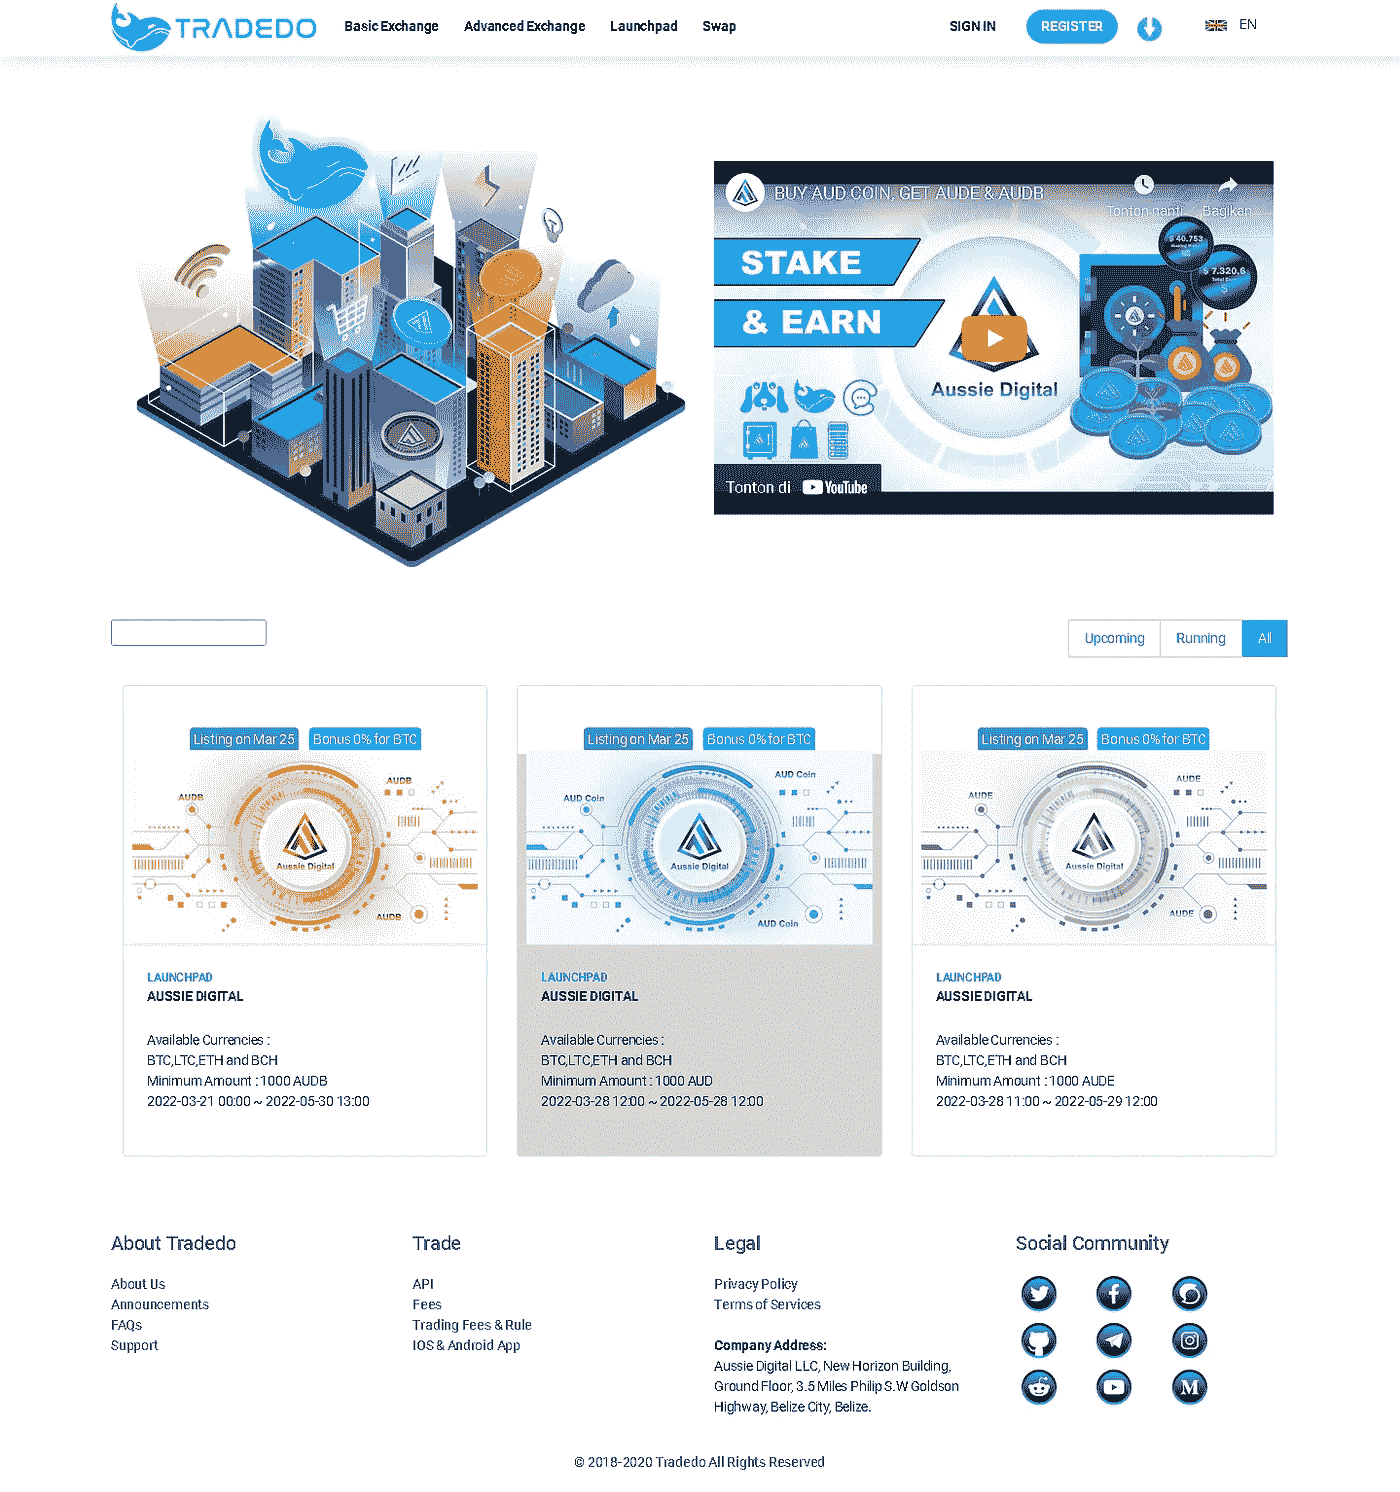 TRADEDO
Basic Exchange
Advanced Exchange
Launchpad
Swap
SIGN IN
REGISTER
EN
BUY AUD COIN, GET AUDE & AUDB
Tonton nanti
Bagikan
STAKE
& EARN
$ 40.753
$ 7.320.6
Aussie Digital
Tonton di YouTube
Upcoming
Running
All
Listing on Mar 25
Bonus 0% for BTC
AUDB
AUDB
Aussie Digital
AUDB
LAUNCHPAD
AUSSIE DIGITAL
Available Currencies :
BTC,LTC,ETH and BCH
Minimum Amount : 1000 AUDB
2022-03-21 00:00 ~ 2022-05-30 13:00
Listing on Mar 25
Bonus 0% for BTC
AUD Coin
AUD Coin
Aussie Digital
AUD Coin
LAUNCHPAD
AUSSIE DIGITAL
Available Currencies :
BTC,LTC,ETH and BCH
Minimum Amount : 1000 AUD
2022-03-28 12:00 ~ 2022-05-28 12:00
Listing on Mar 25
Bonus 0% for BTC
AUDE
AUDE
Aussie Digital
AUDE
LAUNCHPAD
AUSSIE DIGITAL
Available Currencies :
BTC,LTC,ETH and BCH
Minimum Amount : 1000 AUDE
2022-03-28 11:00 ~ 2022-05-29 12:00
About Tradedo
About Us
Announcements
FAQs
Support
Trade
API
Fees
Trading Fees & Rule
IOS & Android App
Legal
Privacy Policy
Terms of Services
Company Address:
Aussie Digital LLC, New Horizon Building,
Ground Floor, 3.5 Miles Philip S.W Goldson
Highway, Belize City, Belize.
Social Community
© 2018-2020 Tradedo All Rights Reserved